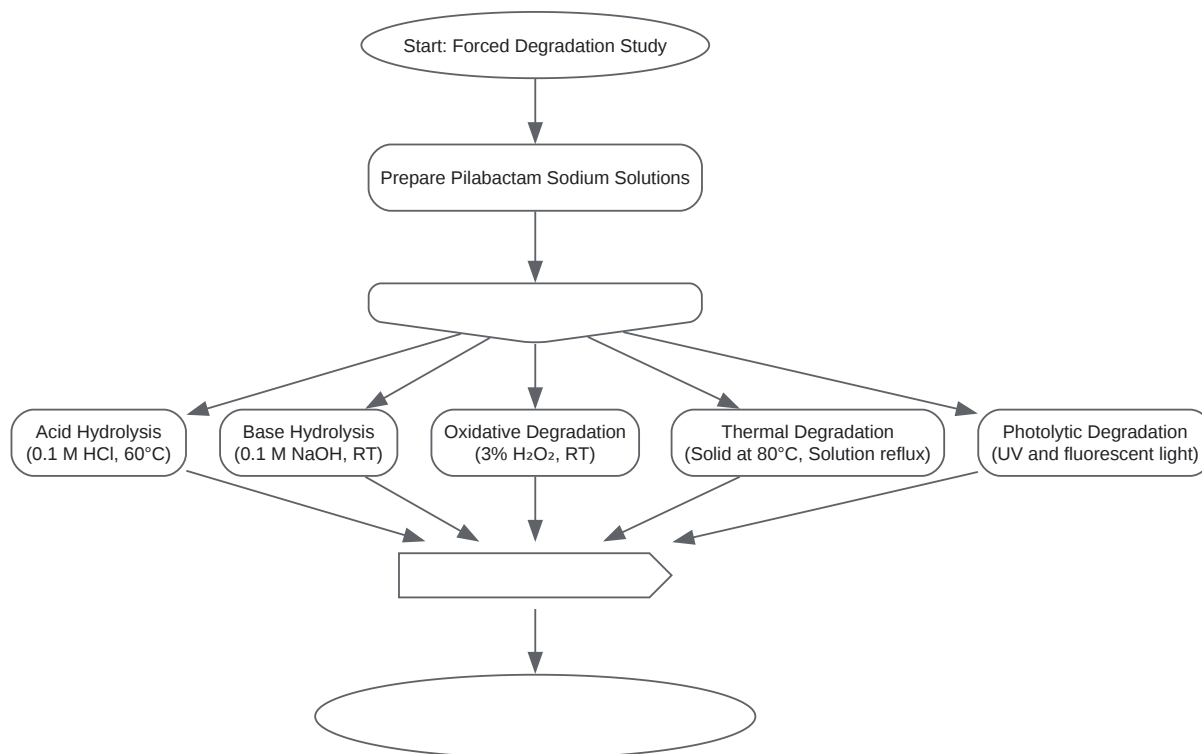 Start: Forced Degradation Study
Prepare Pilabactam Sodium Solutions
Acid Hydrolysis
(0.1 M HCl, 60°C)
Base Hydrolysis
(0.1 M NaOH, RT)
Oxidative Degradation
(3% H₂O₂, RT)
Thermal Degradation
(Solid at 80°C, Solution reflux)
Photolytic Degradation
(UV and fluorescent light)